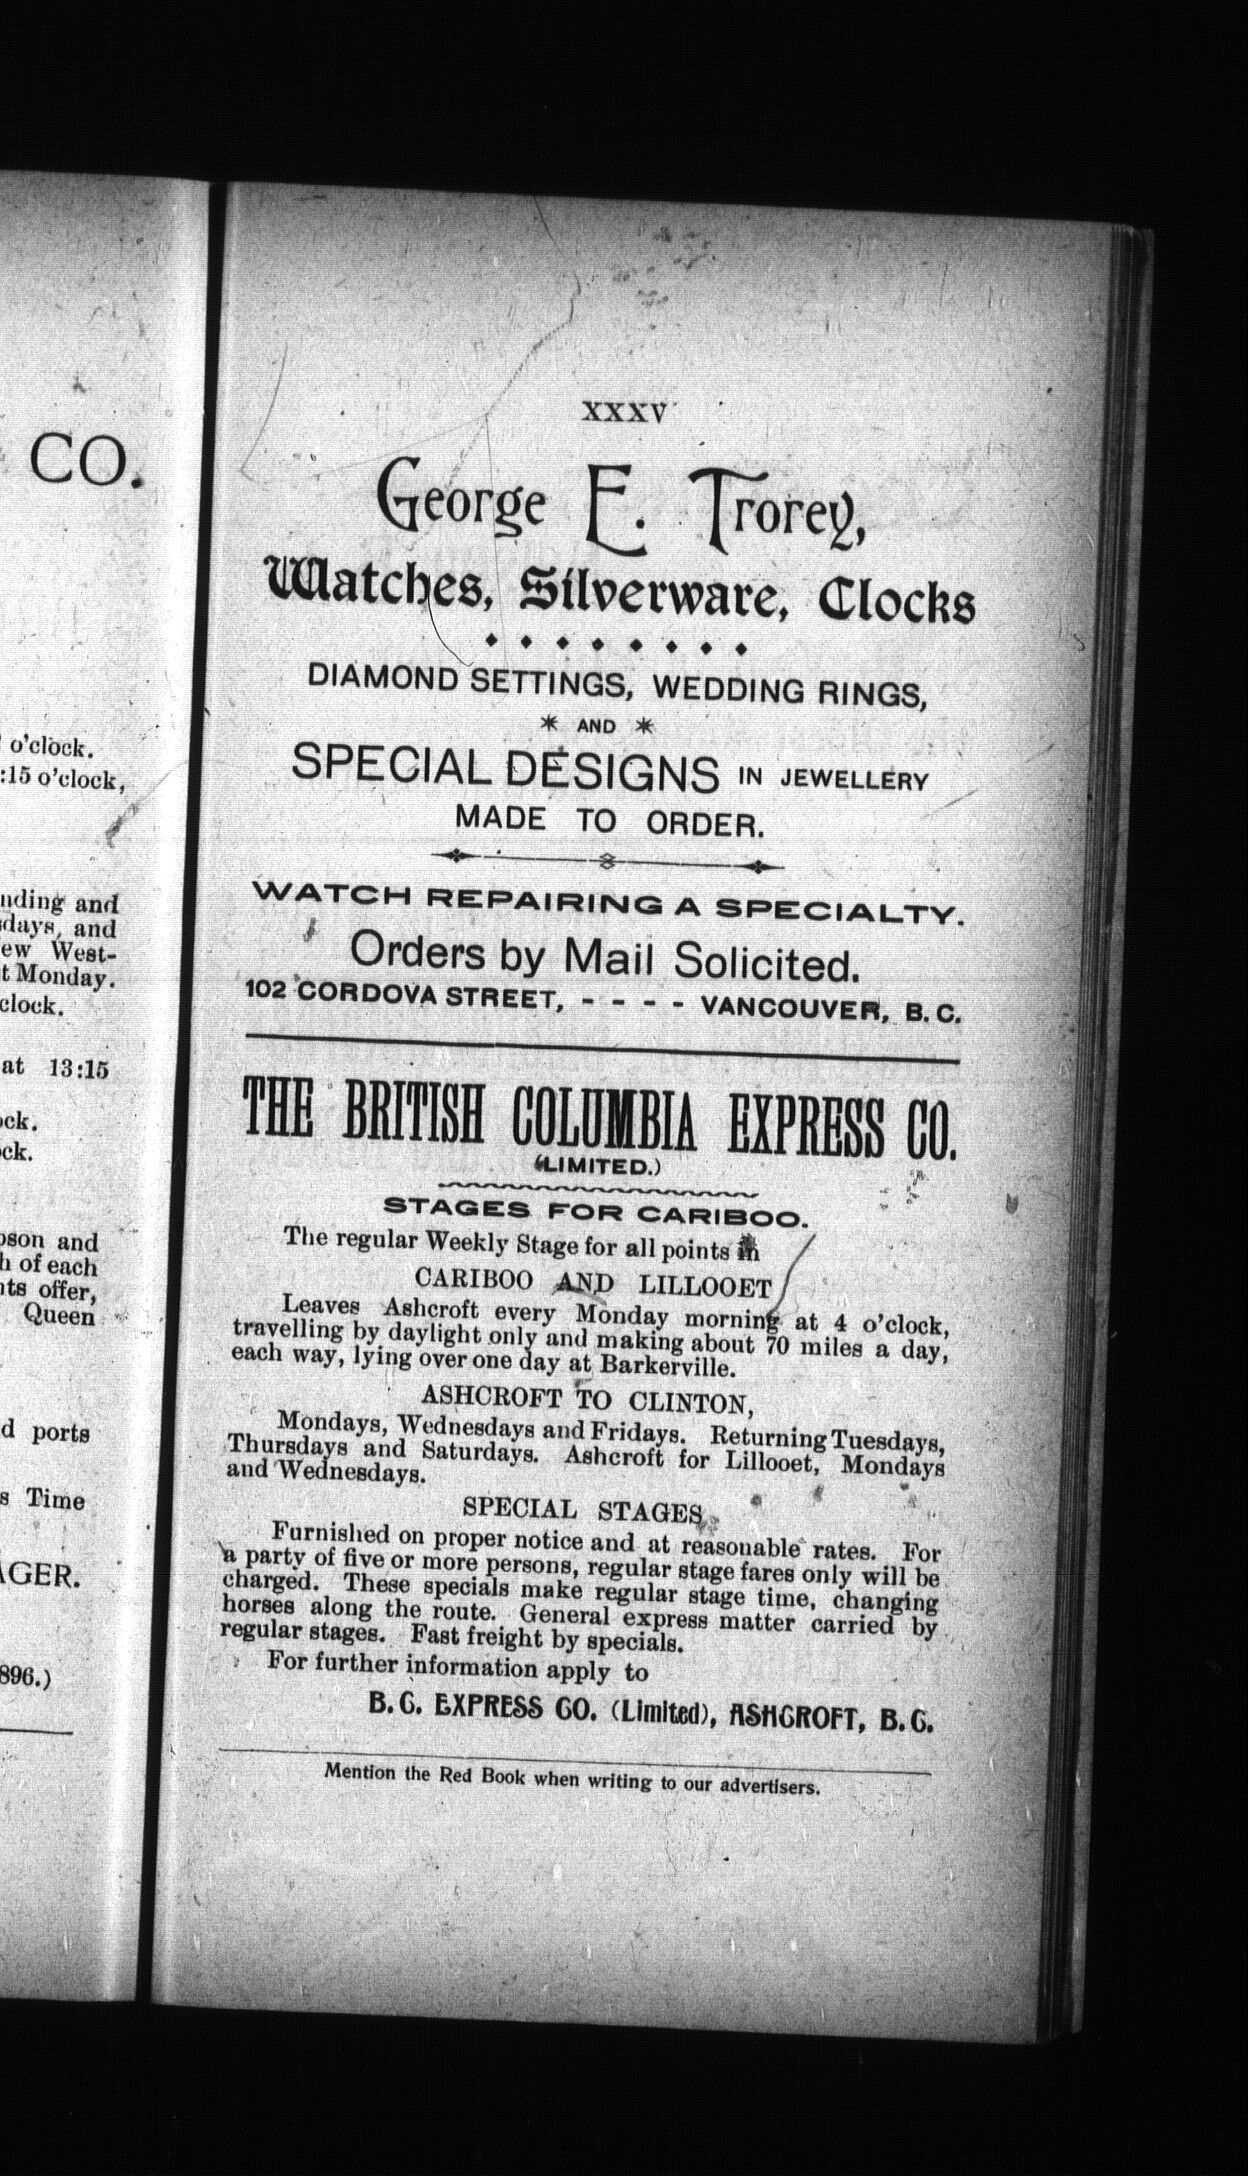 CO.
o'clock.
:15 o'clock,
nding and
days, and
ew West-
t Monday.
clock.
at 13:15
ock.
ock.
pson and
h of each
nts offer,
Queen
d ports
s Time
AGER.
896.)
XXXV
George E. Trorey,
Watches, Silverware, Clocks
DIAMOND SETTINGS, WEDDING RINGS,
* AND *
SPECIAL DESIGNS IN JEWELLERY
MADE TO ORDER.
WATCH REPAIRING A SPECIALTY.
Orders by Mail Solicited.
102 CORDOVA STREET, - - - - VANCOUVER, B. C.
THE BRITISH COLUMBIA EXPRESS CO.
(LIMITED.)
STAGES FOR CARIBOO.
The regular Weekly Stage for all points in
CARIBOO AND LILLOOET
Leaves Ashcroft every Monday morning at 4 o'clock,
travelling by daylight only and making about 70 miles a day,
each way, lying over one day at Barkerville.
ASHCROFT TO CLINTON,
Mondays, Wednesdays and Fridays. Returning Tuesdays,
Thursdays and Saturdays. Ashcroft for Lillooet, Mondays
and Wednesdays.
SPECIAL STAGES
Furnished on proper notice and at reasonable rates. For
a party of five or more persons, regular stage fares only will be
charged. These specials make regular stage time, changing
horses along the route. General express matter carried by
regular stages. Fast freight by specials.
For further information apply to
B. C. EXPRESS CO. (Limited), ASHCROFT, B. C.
Mention the Red Book when writing to our advertisers.